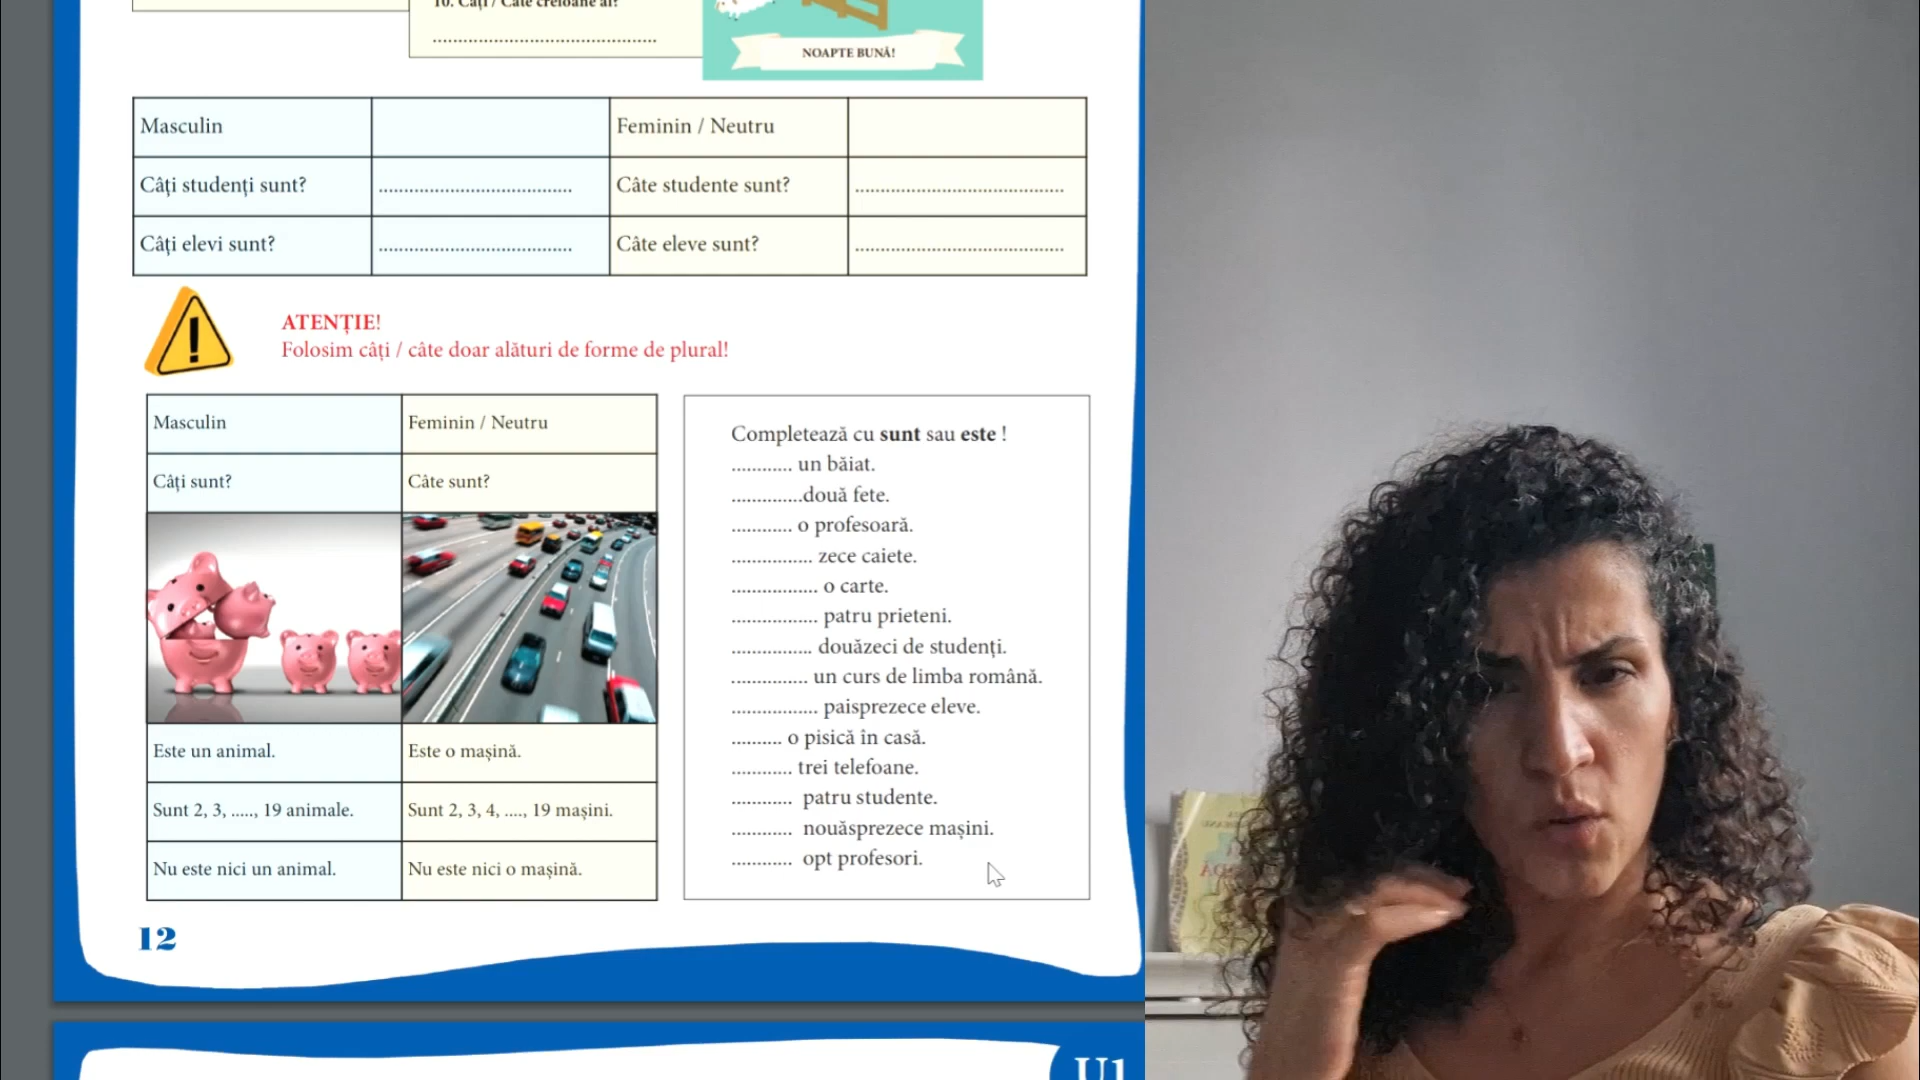 10. Câți / Câte creioane ai?
............................................
NOAPTE BUNĂ!
Masculin
Feminin / Neutru
Câți studenți sunt?
......................................
Câte studente sunt?
.........................................
Câți elevi sunt?
......................................
Câte eleve sunt?
.........................................
ATENȚIE!
Folosim câți / câte doar alături de forme de plural!
Masculin
Feminin / Neutru
Câți sunt?
Câte sunt?
Este un animal.
Este o mașină.
Sunt 2, 3, ....., 19 animale.
Sunt 2, 3, 4, ...., 19 mașini.
Nu este nici un animal.
Nu este nici o mașină.
Completează cu sunt sau este !
............ un băiat.
..............două fete.
............ o profesoară.
................ zece caiete.
................. o carte.
................. patru prieteni.
................ douăzeci de studenți.
............... un curs de limba română.
................. paisprezece eleve.
.......... o pisică în casă.
............ trei telefoane.
............ patru studente.
............ nouăsprezece mașini.
............ opt profesori.
12
U1